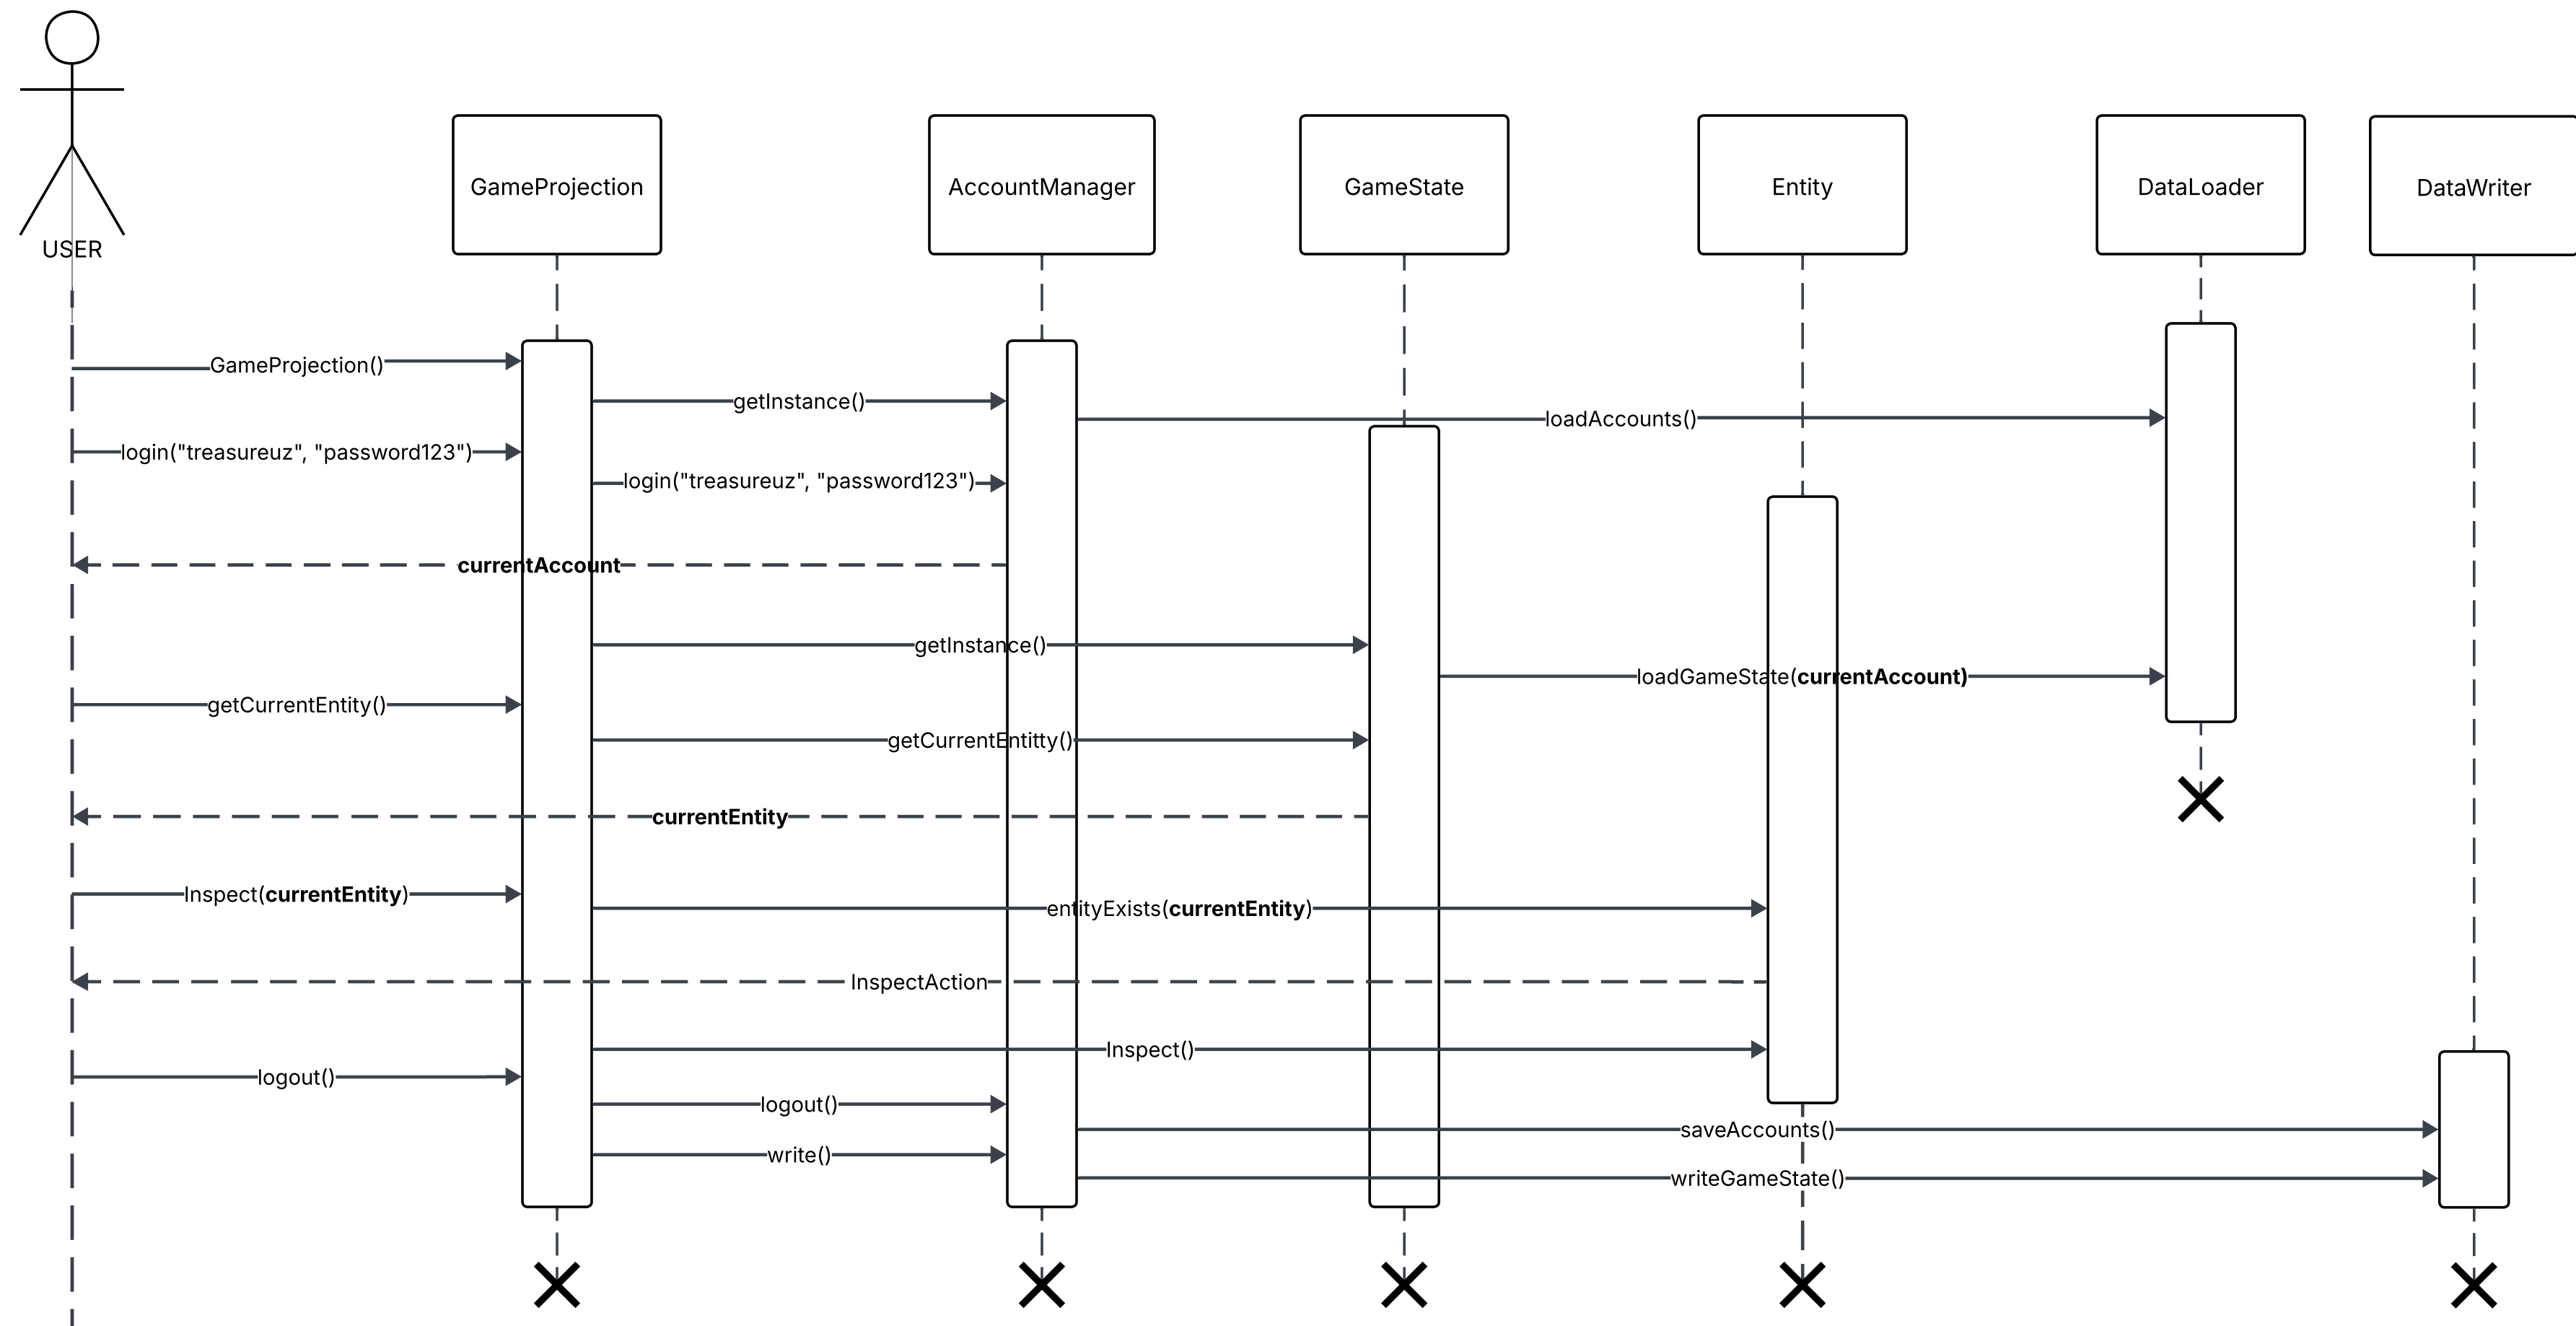 USER
GameProjection
AccountManager
GameState
Entity
DataLoader
DataWriter
GameProjection()
getInstance()
loadAccounts()
login("treasureuz", "password123")
login("treasureuz", "password123")
currentAccount
getInstance()
loadGameState(currentAccount)
getCurrentEntity()
getCurrentEntitty()
currentEntity
Inspect(currentEntity)
entityExists(currentEntity)
InspectAction
Inspect()
logout()
logout()
saveAccounts()
write()
writeGameState()